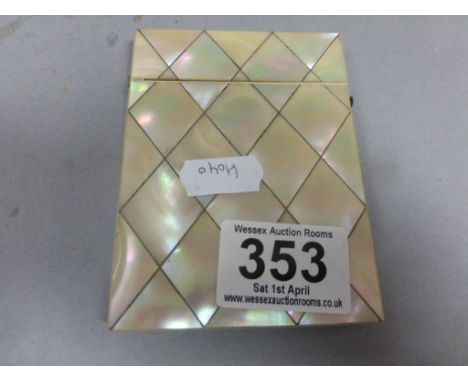 Wessex Auction Rooms
353
Sat 1st April
www.wessexauctionrooms.co.uk